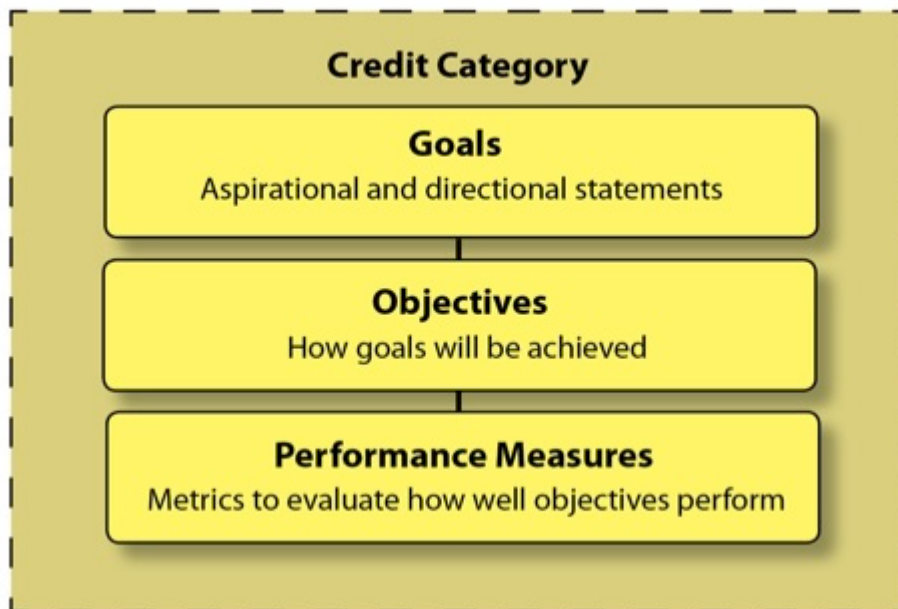 Credit Category
Goals
Aspirational and directional statements
Objectives
How goals will be achieved
Performance Measures
Metrics to evaluate how well objectives perform